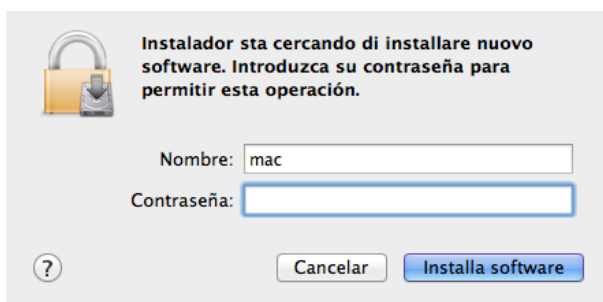 Instalador sta cercando di installare nuovo
software. Introduzca su contraseña para
permitir esta operación.
Nombre: mac
Contraseña:
? Cancelar Installa software